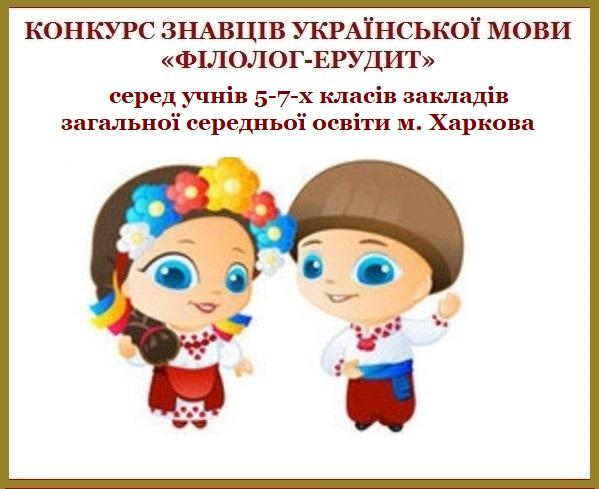 КОНКУРС ЗНАВЦІВ УКРАЇНСЬКОЇ МОВИ
«ФІЛОЛОГ-ЕРУДИТ»
серед учнів 5-7-х класів закладів
загальної середньої освіти м. Харкова